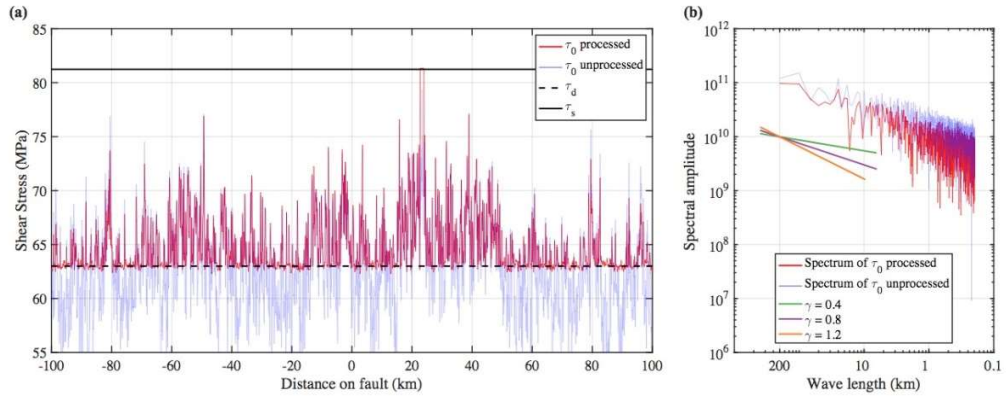 (a)
85
80
75
70
65
60
55
Shear Stress (MPa)
-100 -80 -60 -40 -20 0 20 40 60 80 100
Distance on fault (km)
τ0 processed
τ0 unprocessed
τd
τs
(b)
10^12
10^11
10^10
10^9
10^8
10^7
10^6
Spectral amplitude
200 10 1 0.1
Wave length (km)
Spectrum of τ0 processed
Spectrum of τ0 unprocessed
γ = 0.4
γ = 0.8
γ = 1.2